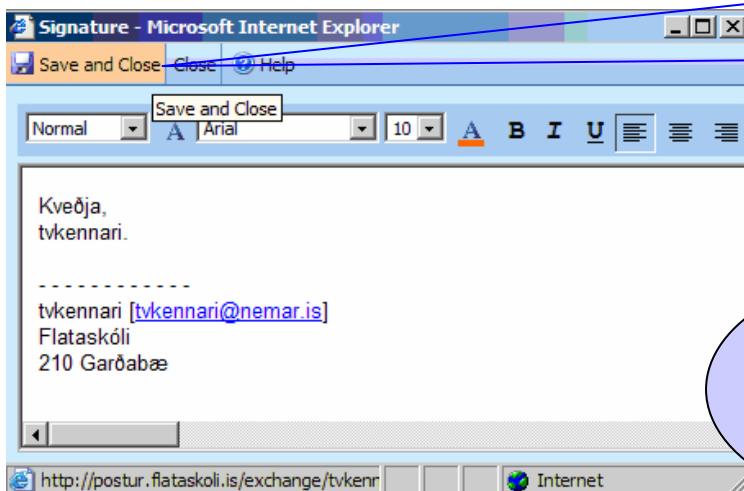 Signature - Microsoft Internet Explorer
Save and Close Close Help
Save and Close
Normal A Arial 10 A B I U
Kveðja,
tvkennari.
- - - - - - - - - - - -
tvkennari [tvkennari@nemar.is]
Flataskóli
210 Garðabæ
http://postur.flataskoli.is/exchange/tvkenr Internet